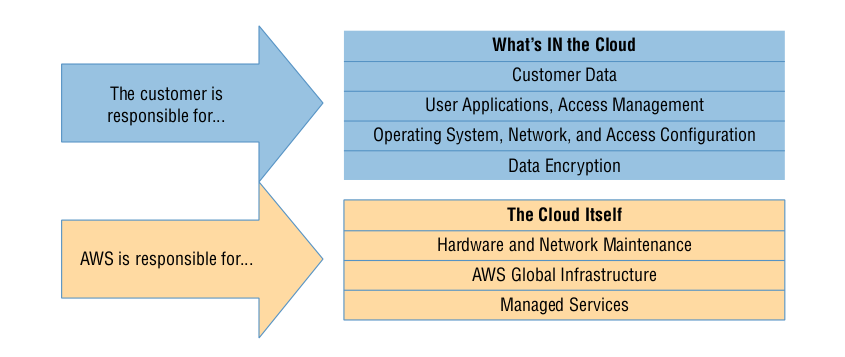 The customer is
responsible for...
What's IN the Cloud
Customer Data
User Applications, Access Management
Operating System, Network, and Access Configuration
Data Encryption
AWS is responsible for...
The Cloud Itself
Hardware and Network Maintenance
AWS Global Infrastructure
Managed Services